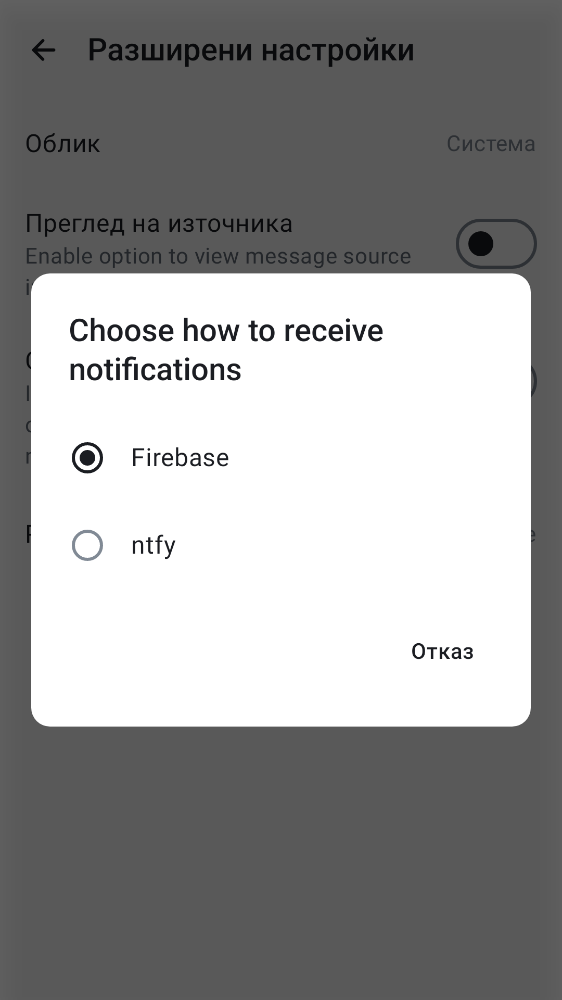 Разширени настройки
Облик
Система
Преглед на източника
Enable option to view message source
Choose how to receive
notifications
Firebase
ntfy
Отказ